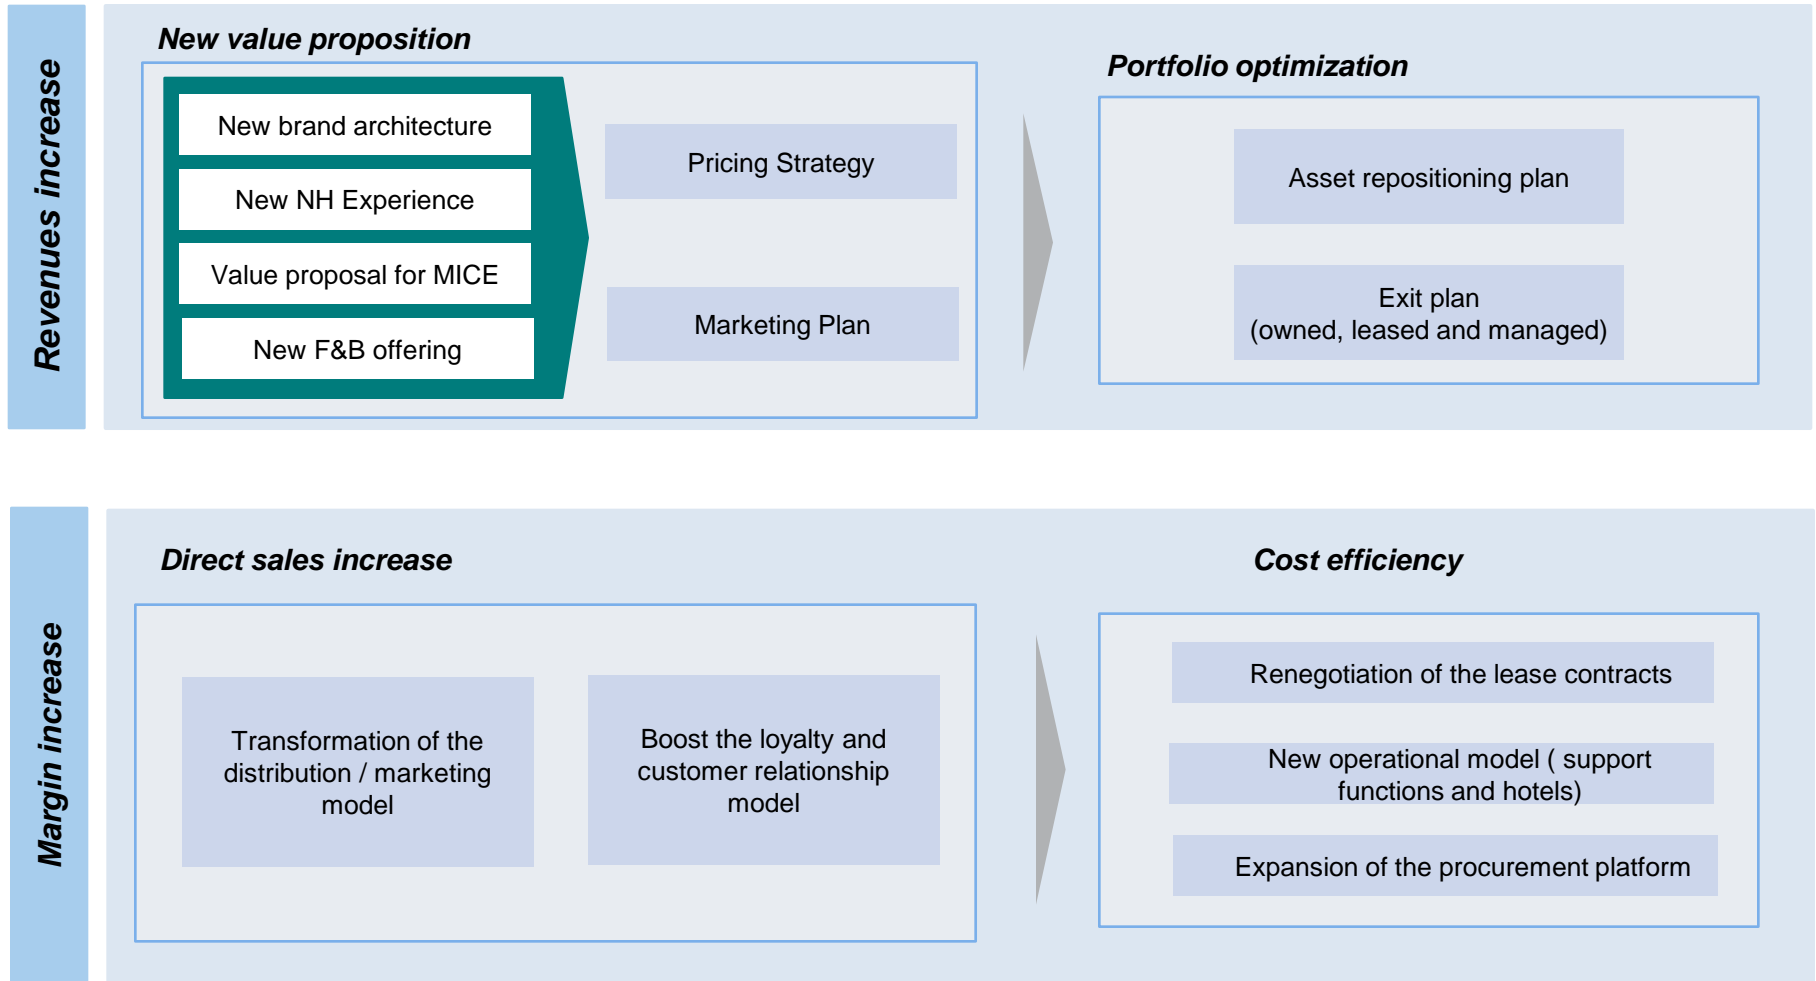 Revenues increase
New value proposition
New brand architecture
New NH Experience
Value proposal for MICE
New F&B offering
Pricing Strategy
Marketing Plan
Portfolio optimization
Asset repositioning plan
Exit plan
(owned, leased and managed)
Margin increase
Direct sales increase
Transformation of the
distribution / marketing
model
Boost the loyalty and
customer relationship
model
Cost efficiency
Renegotiation of the lease contracts
New operational model ( support
functions and hotels)
Expansion of the procurement platform